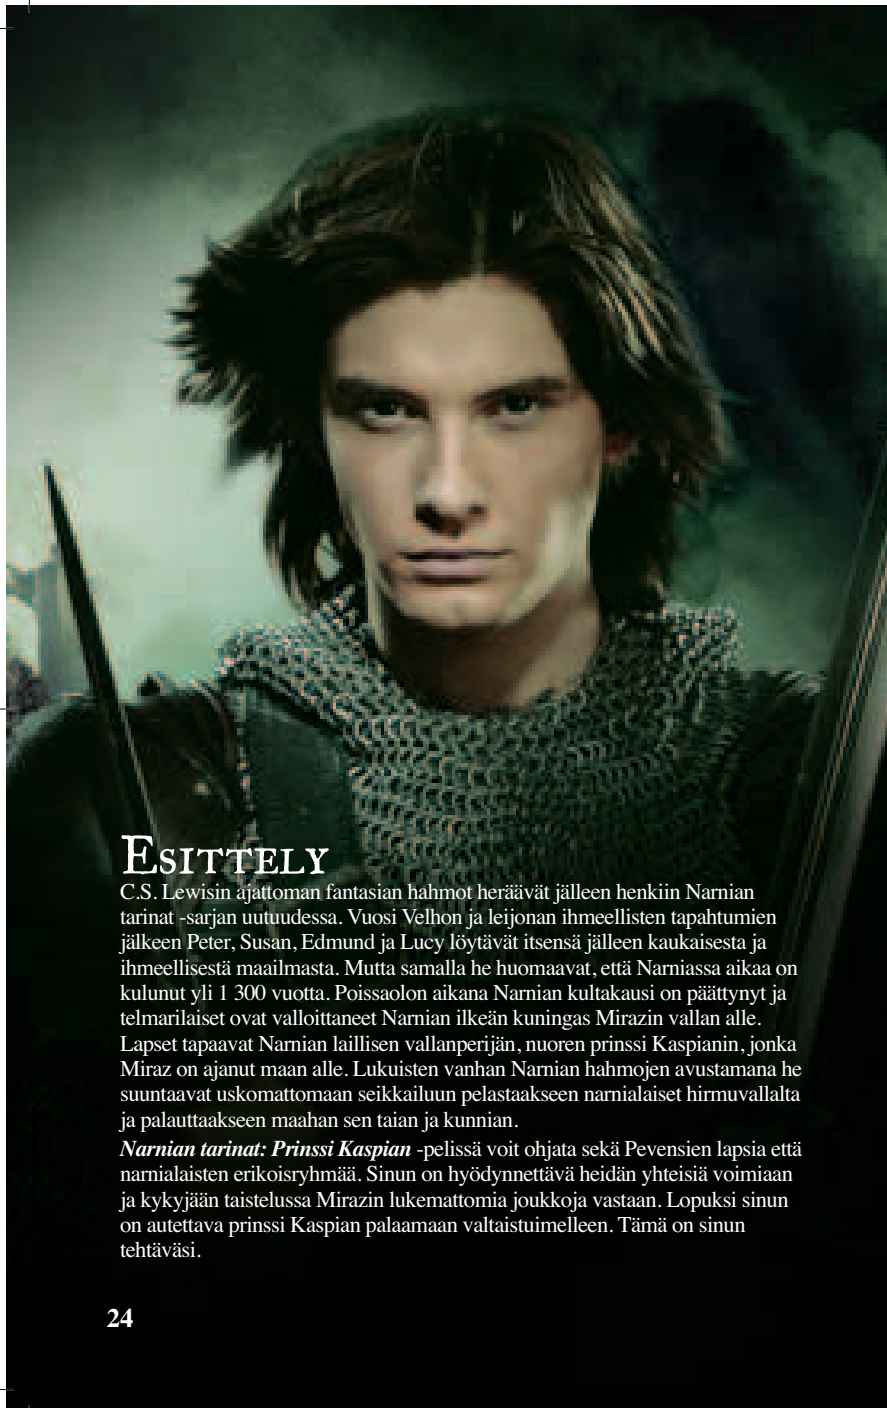 Esittely
C.S. Lewisin ajattoman fantasian hahmot heräävät jälleen henkiin Narnian
tarinat -sarjan uutuudessa. Vuosi Velhon ja leijonan ihmeellisten tapahtumien
jälkeen Peter, Susan, Edmund ja Lucy löytävät itsensä jälleen kaukaisesta ja
ihmeellisestä maailmasta. Mutta samalla he huomaavat, että Narniassa aikaa on
kulunut yli 1 300 vuotta. Poissaolon aikana Narnian kultakausi on päättynyt ja
telmarilaiset ovat valloittaneet Narnian ilkeän kuningas Mirazin vallan alle.
Lapset tapaavat Narnian laillisen vallanperijän, nuoren prinssi Kaspianin, jonka
Miraz on ajanut maan alle. Lukuisten vanhan Narnian hahmojen avustamana he
suuntaavat uskomattomaan seikkailuun pelastaakseen narnialaiset hirmuvallalta
ja palauttaakseen maahan sen taian ja kunnian.
Narnian tarinat: Prinssi Kaspian -pelissä voit ohjata sekä Pevensien lapsia että
narnialaisten erikoisryhmää. Sinun on hyödynnettävä heidän yhteisiä voimiaan
ja kykyjään taistelussa Mirazin lukemattomia joukkoja vastaan. Lopuksi sinun
on autettava prinssi Kaspian palaamaan valtaistuimelleen. Tämä on sinun
tehtäväsi.
24